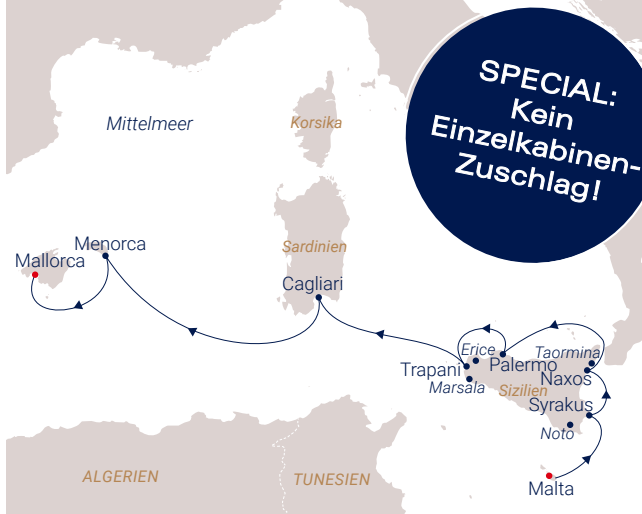 SPECIAL:
Kein
Einzelkabinen-
Zuschlag!
Mittelmeer
Korsika
Sardinien
Menorca
Mallorca
Cagliari
Erice
Taormina
Palermo
Trapani
Naxos
Marsala
Sizilien
Syrakus
Noto
ALGERIEN
TUNESIEN
Malta